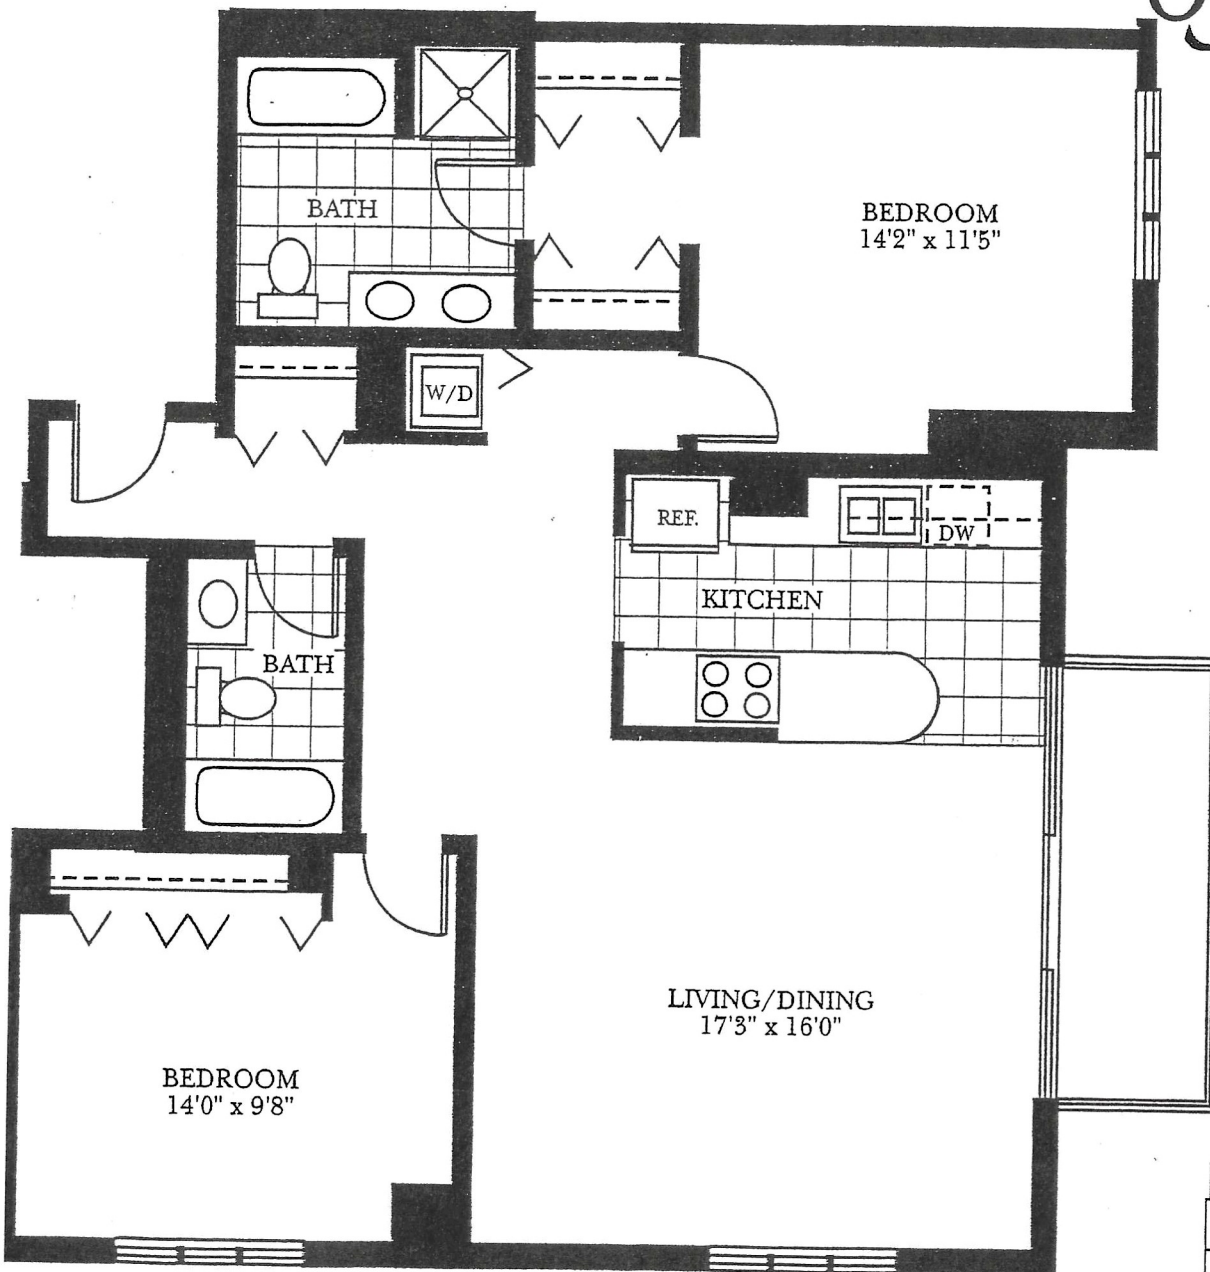 BATH
BEDROOM
14'2" x 11'5"
W/D
REF.
DW
KITCHEN
BATH
LIVING/DINING
17'3" x 16'0"
BEDROOM
14'0" x 9'8"